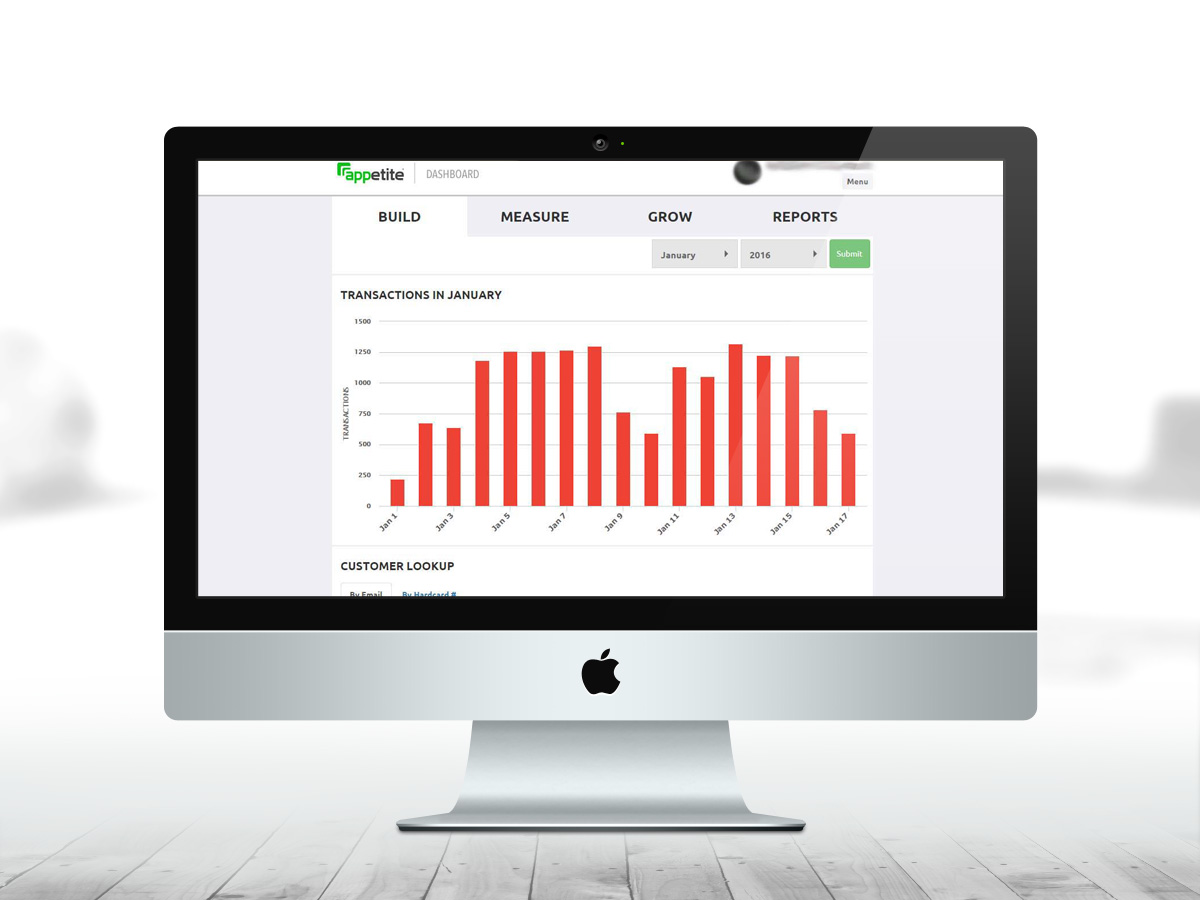 appetite DASHBOARD
Menu
BUILD MEASURE GROW REPORTS
January 2016 Submit
TRANSACTIONS IN JANUARY
TRANSACTIONS
1500
1250
1000
750
500
250
0
Jan 1 Jan 3 Jan 5 Jan 7 Jan 9 Jan 11 Jan 13 Jan 15 Jan 17
CUSTOMER LOOKUP
By Email By Hardcard #